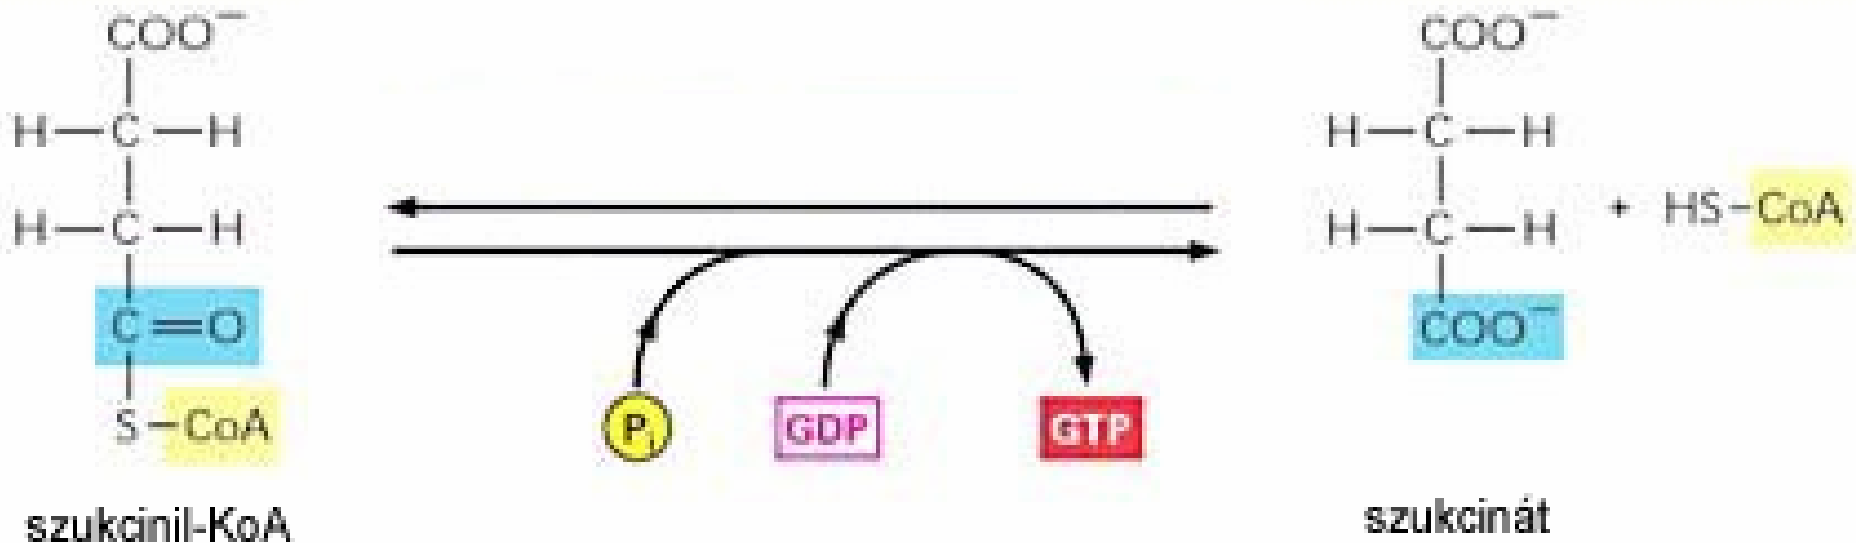 COO⁻
H—C—H
H—C—H
C=O
S—CoA
szukcinil-KoA
Pᵢ
GDP
GTP
COO⁻
H—C—H
H—C—H
COO⁻
+ HS–CoA
szukcinát